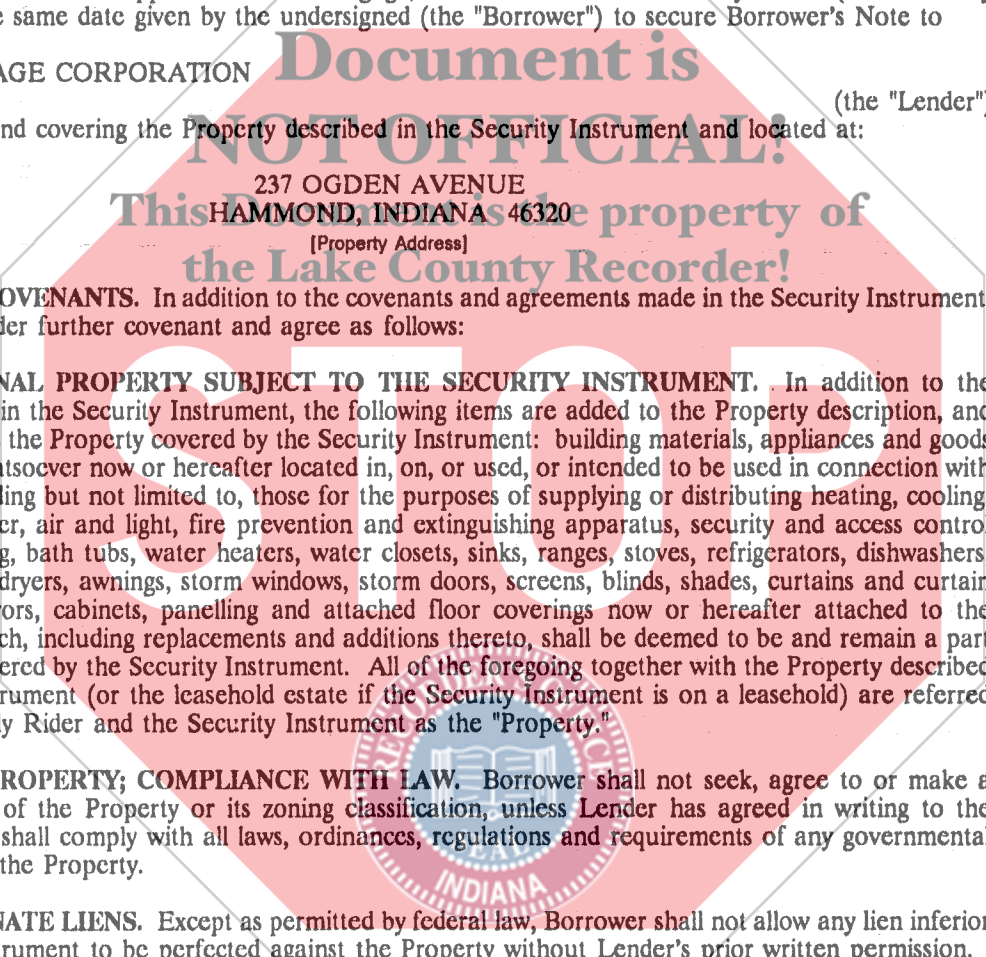 same date given by the undersigned (the "Borrower") to secure Borrower's Note to
Document is
AGE CORPORATION
(the "Lender")
nd covering the Property described in the Security Instrument and located at:
NOT OFFICIAL!
237 OGDEN AVENUE
This Document is the property of
HAMMOND, INDIANA 46320
[Property Address]
the Lake County Recorder!
OVENANTS. In addition to the covenants and agreements made in the Security Instrument
der further covenant and agree as follows:
STOP
NAL PROPERTY SUBJECT TO THE SECURITY INSTRUMENT. In addition to the
in the Security Instrument, the following items are added to the Property description, and
the Property covered by the Security Instrument: building materials, appliances and goods
tsoever now or hereafter located in, on, or used, or intended to be used in connection with
ding but not limited to, those for the purposes of supplying or distributing heating, cooling
er, air and light, fire prevention and extinguishing apparatus, security and access control
g, bath tubs, water heaters, water closets, sinks, ranges, stoves, refrigerators, dishwashers
dryers, awnings, storm windows, storm doors, screens, blinds, shades, curtains and curtain
ors, cabinets, panelling and attached floor coverings now or hereafter attached to the
ch, including replacements and additions thereto, shall be deemed to be and remain a part
ered by the Security Instrument. All of the foregoing together with the Property described
rument (or the leasehold estate if the Security Instrument is on a leasehold) are referred
y Rider and the Security Instrument as the "Property."
RECORDER'S OFFICE
SEAL
INDIANA
ROPERTY; COMPLIANCE WITH LAW. Borrower shall not seek, agree to or make a
of the Property or its zoning classification, unless Lender has agreed in writing to the
shall comply with all laws, ordinances, regulations and requirements of any governmental
the Property.
NATE LIENS. Except as permitted by federal law, Borrower shall not allow any lien inferior
rument to be perfected against the Property without Lender's prior written permission.